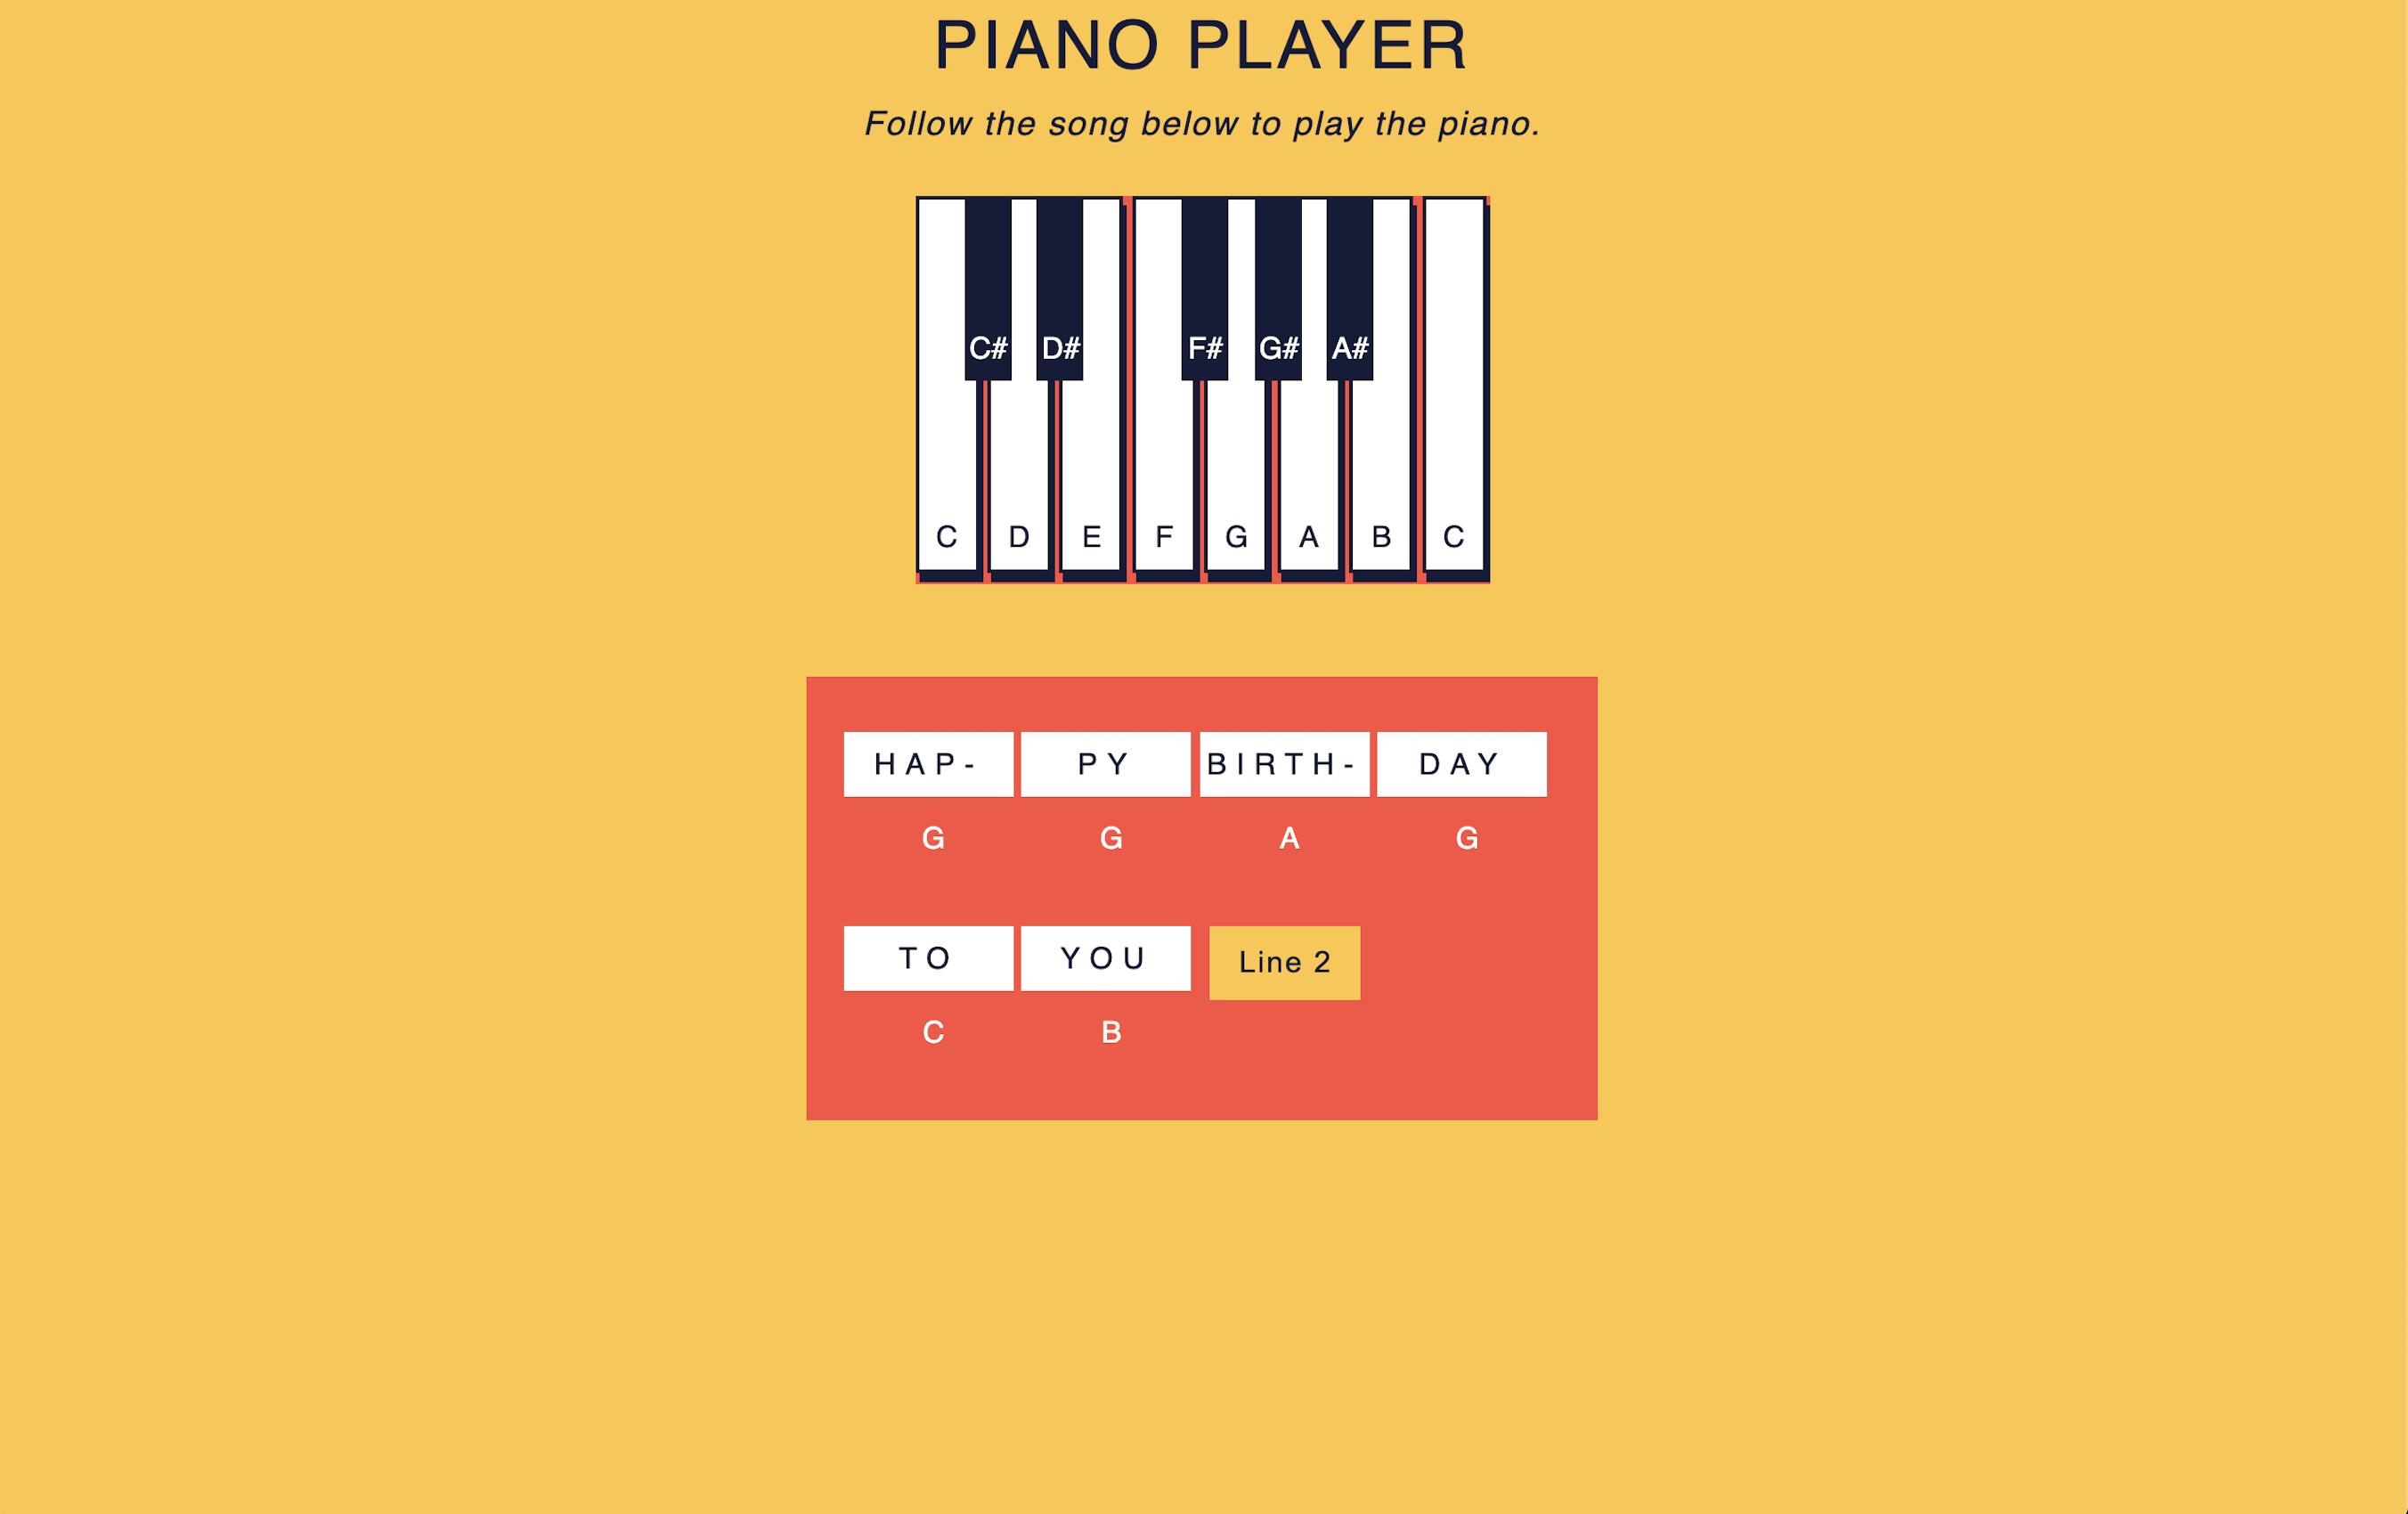 PIANO PLAYER
Follow the song below to play the piano.
C# D# F# G# A#
C D E F G A B C
HAP- PY BIRTH- DAY
G G A G
TO YOU Line 2
C B